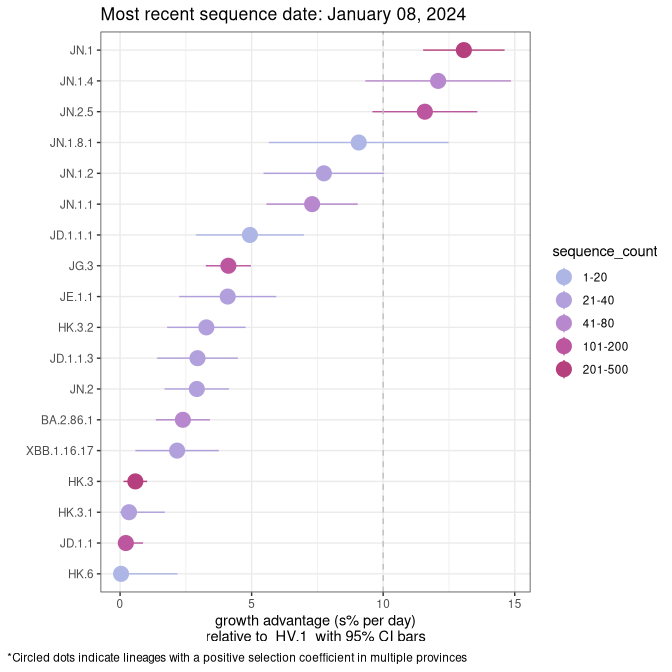 Most recent sequence date: January 08, 2024
JN.1
JN.1.4
JN.2.5
JN.1.8.1
JN.1.2
JN.1.1
JD.1.1.1
JG.3
JE.1.1
HK.3.2
JD.1.1.3
JN.2
BA.2.86.1
XBB.1.16.17
HK.3
HK.3.1
JD.1.1
HK.6
0 5 10 15
growth advantage (s% per day)
relative to HV.1 with 95% CI bars
sequence_count
1-20
21-40
41-80
101-200
201-500
*Circled dots indicate lineages with a positive selection coefficient in multiple provinces